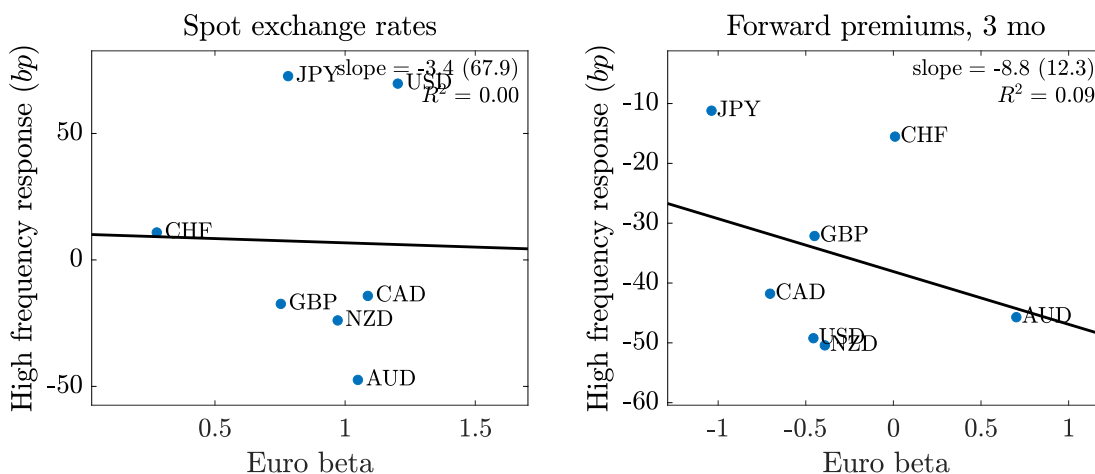 Spot exchange rates
High frequency response (bp)
50
0
-50
JPY
slope = -3.4 (67.9)
USD
R² = 0.00
CHF
GBP
CAD
NZD
AUD
0.5
1
1.5
Euro beta
Forward premiums, 3 mo
High frequency response (bp)
-10
-20
-30
-40
-50
-60
slope = -8.8 (12.3)
R² = 0.09
JPY
CHF
GBP
CAD
AUD
USD
NZD
-1
-0.5
0
0.5
1
Euro beta